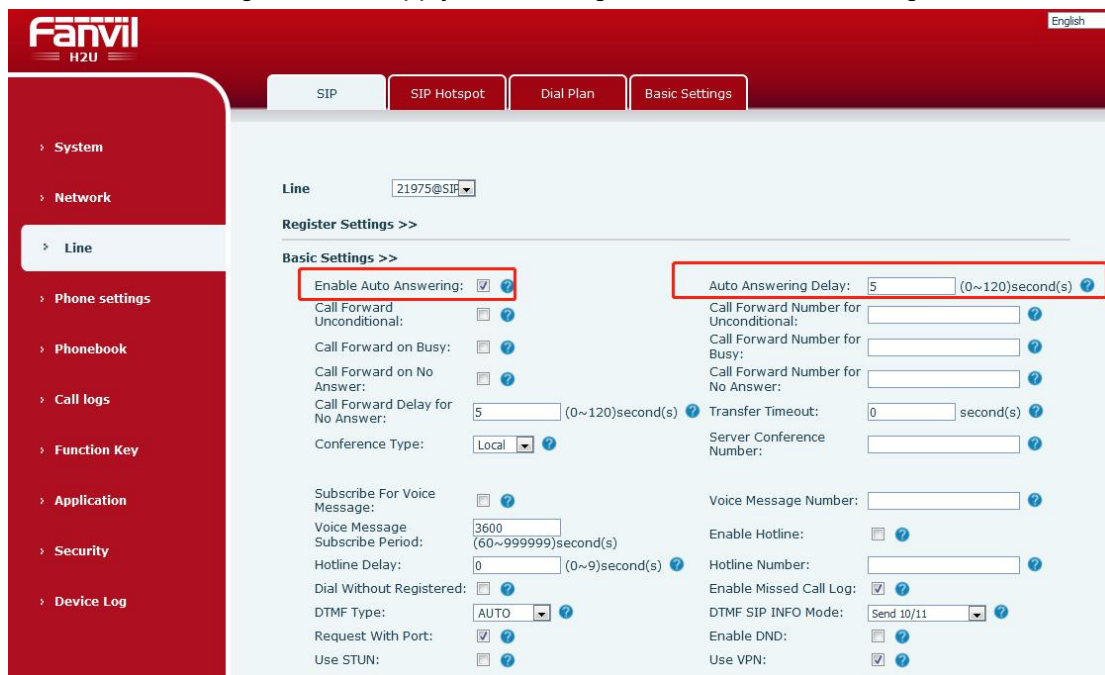 Fanvil
H2U
English
SIP
SIP Hotspot
Dial Plan
Basic Settings
› System
› Network
› Line
› Phone settings
› Phonebook
› Call logs
› Function Key
› Application
› Security
› Device Log
Line 21975@SIP
Register Settings >>
Basic Settings >>
Enable Auto Answering: Auto Answering Delay: 5 (0~120)second(s)
Call Forward Unconditional: Call Forward Number for Unconditional:
Call Forward on Busy: Call Forward Number for Busy:
Call Forward on No Answer: Call Forward Number for No Answer:
Call Forward Delay for No Answer: 5 (0~120)second(s) Transfer Timeout: 0 second(s)
Conference Type: Local Server Conference Number:
Subscribe For Voice Message: Voice Message Number:
Voice Message Subscribe Period: 3600 (60~999999)second(s) Enable Hotline:
Hotline Delay: 0 (0~9)second(s) Hotline Number:
Dial Without Registered: Enable Missed Call Log:
DTMF Type: AUTO DTMF SIP INFO Mode: Send 10/11
Request With Port: Enable DND:
Use STUN: Use VPN: